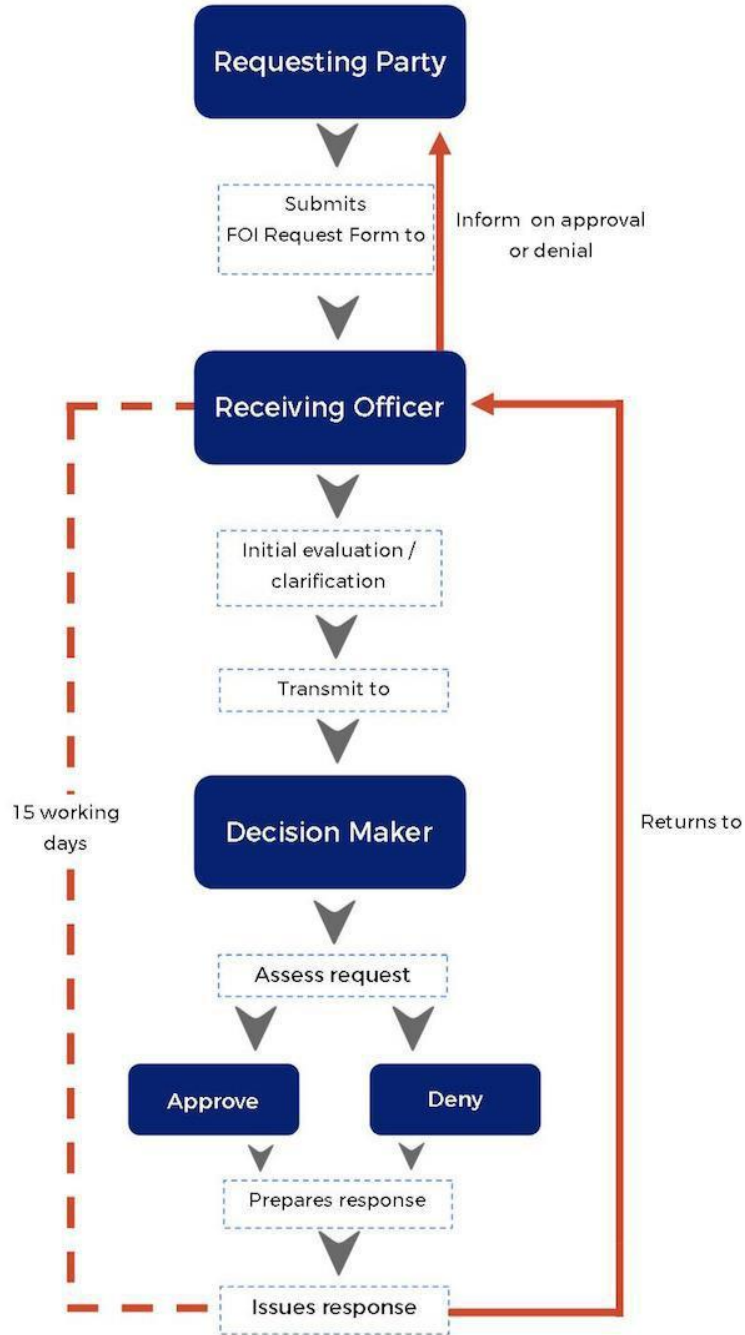 Requesting Party
Submits
FOI Request Form to
Inform on approval
or denial
Receiving Officer
Initial evaluation /
clarification
Transmit to
15 working
days
Decision Maker
Returns to
Assess request
Approve
Deny
Prepares response
Issues response